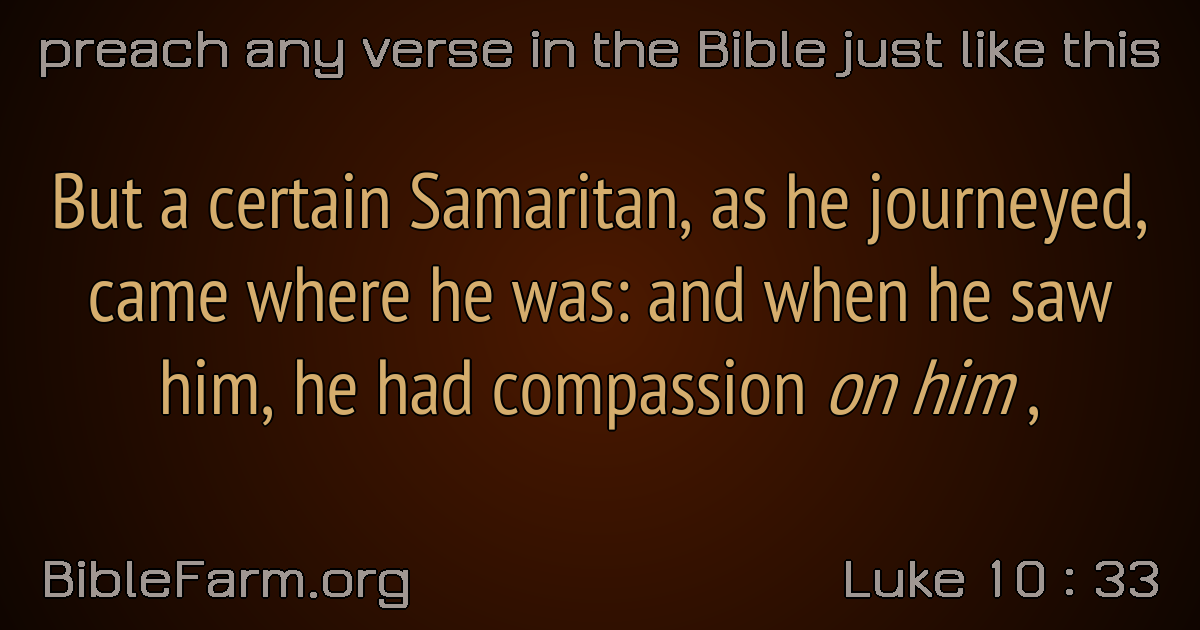 preach any verse in the Bible just like this
But a certain Samaritan, as he journeyed,
came where he was: and when he saw
him, he had compassion on him ,
BibleFarm.org
Luke 10 : 33